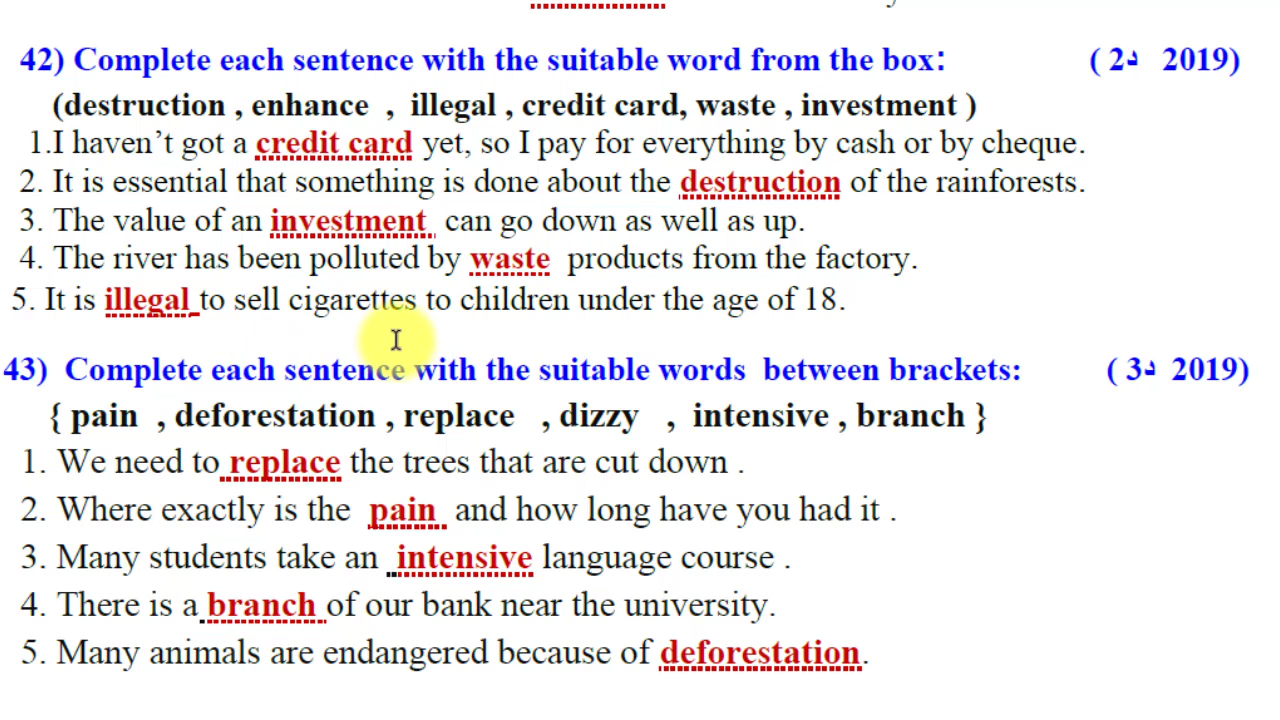 42) Complete each sentence with the suitable word from the box: ( 2د 2019)
(destruction , enhance , illegal , credit card, waste , investment )
1.I haven’t got a credit card yet, so I pay for everything by cash or by cheque.
2. It is essential that something is done about the destruction of the rainforests.
3. The value of an investment can go down as well as up.
4. The river has been polluted by waste products from the factory.
5. It is illegal to sell cigarettes to children under the age of 18.
43) Complete each sentence with the suitable words between brackets: ( 3د 2019)
{ pain , deforestation , replace , dizzy , intensive , branch }
1. We need to replace the trees that are cut down .
2. Where exactly is the pain and how long have you had it .
3. Many students take an intensive language course .
4. There is a branch of our bank near the university.
5. Many animals are endangered because of deforestation.